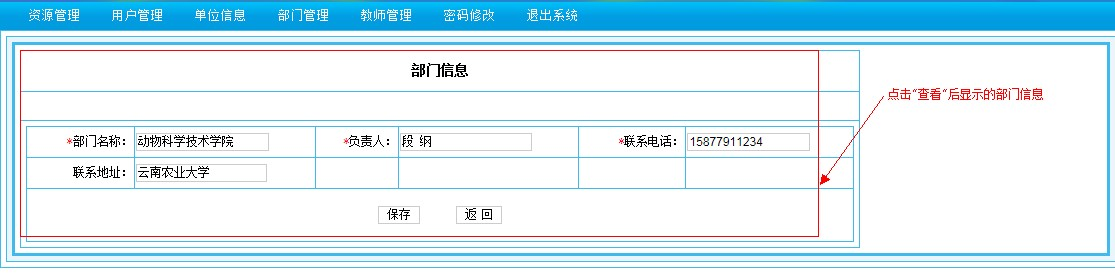 资源管理 用户管理 单位信息 部门管理 教师管理 密码修改 退出系统
部门信息
点击“查看”后显示的部门信息
*部门名称： 动物科学技术学院 *负责人： 段 纲 *联系电话： 15877911234
联系地址： 云南农业大学
保存 返 回